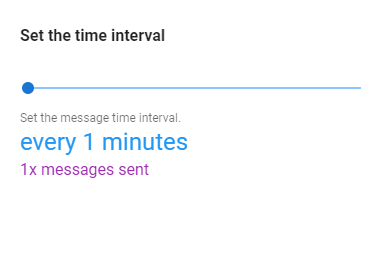 Set the time interval
Set the message time interval.
every 1 minutes
1x messages sent